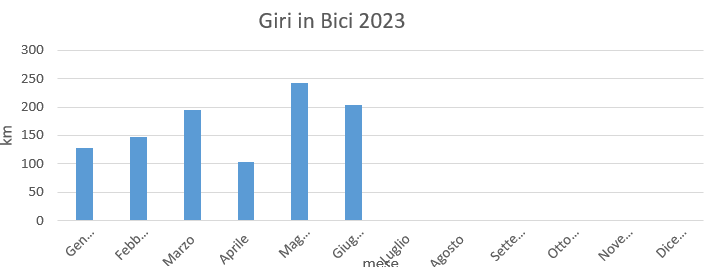 Giri in Bici 2023
300
250
200
150
100
50
0
km
Gen...
Febb...
Marzo
Aprile
Mag...
Giug...
Luglio
Agosto
Sette...
Otto...
Nove...
Dice...
mese